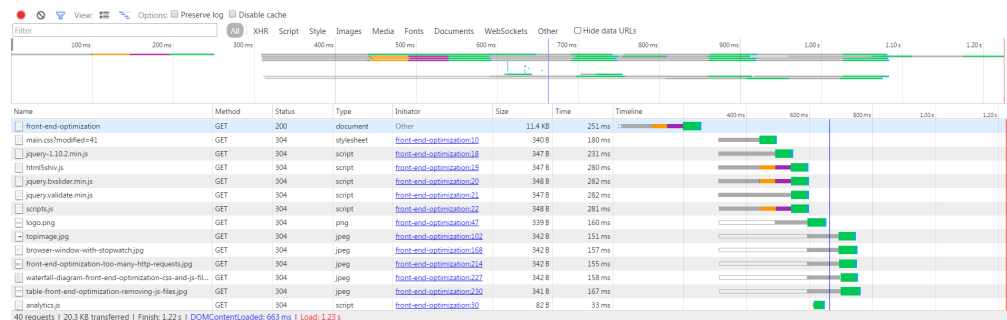 View: Options: Preserve log Disable cache
Filter All XHR Script Style Images Media Fonts Documents WebSockets Other Hide data URLs
100 ms 200 ms 300 ms 400 ms 500 ms 600 ms 700 ms 800 ms 900 ms 1.00 s 1.10 s 1.20 s
Name Method Status Type Initiator Size Time Timeline 400 ms 600 ms 800 ms 1.00 s 1.20 s
front-end-optimization GET 200 document Other 11.4 KB 251 ms
main.css?modified=41 GET 304 stylesheet front-end-optimization:10 340 B 180 ms
jquery-1.10.2.min.js GET 304 script front-end-optimization:18 347 B 231 ms
html5shiv.js GET 304 script front-end-optimization:19 347 B 280 ms
jquery.bxslider.min.js GET 304 script front-end-optimization:20 348 B 282 ms
jquery.validate.min.js GET 304 script front-end-optimization:21 347 B 282 ms
scripts.js GET 304 script front-end-optimization:22 348 B 281 ms
logo.png GET 304 png front-end-optimization:47 339 B 160 ms
topimage.jpg GET 304 jpeg front-end-optimization:102 342 B 151 ms
browser-window-with-stopwatch.jpg GET 304 jpeg front-end-optimization:168 342 B 157 ms
front-end-optimization-too-many-http-requests.jpg GET 304 jpeg front-end-optimization:214 342 B 155 ms
waterfall-diagram-front-end-optimization-css-and-js-fil... GET 304 jpeg front-end-optimization:227 342 B 158 ms
table-front-end-optimization-removing-js-files.jpg GET 304 jpeg front-end-optimization:230 341 B 167 ms
analytics.js GET 304 script front-end-optimization:30 82 B 33 ms
40 requests | 20.3 KB transferred | Finish: 1.22 s | DOMContentLoaded: 663 ms | Load: 1.23 s